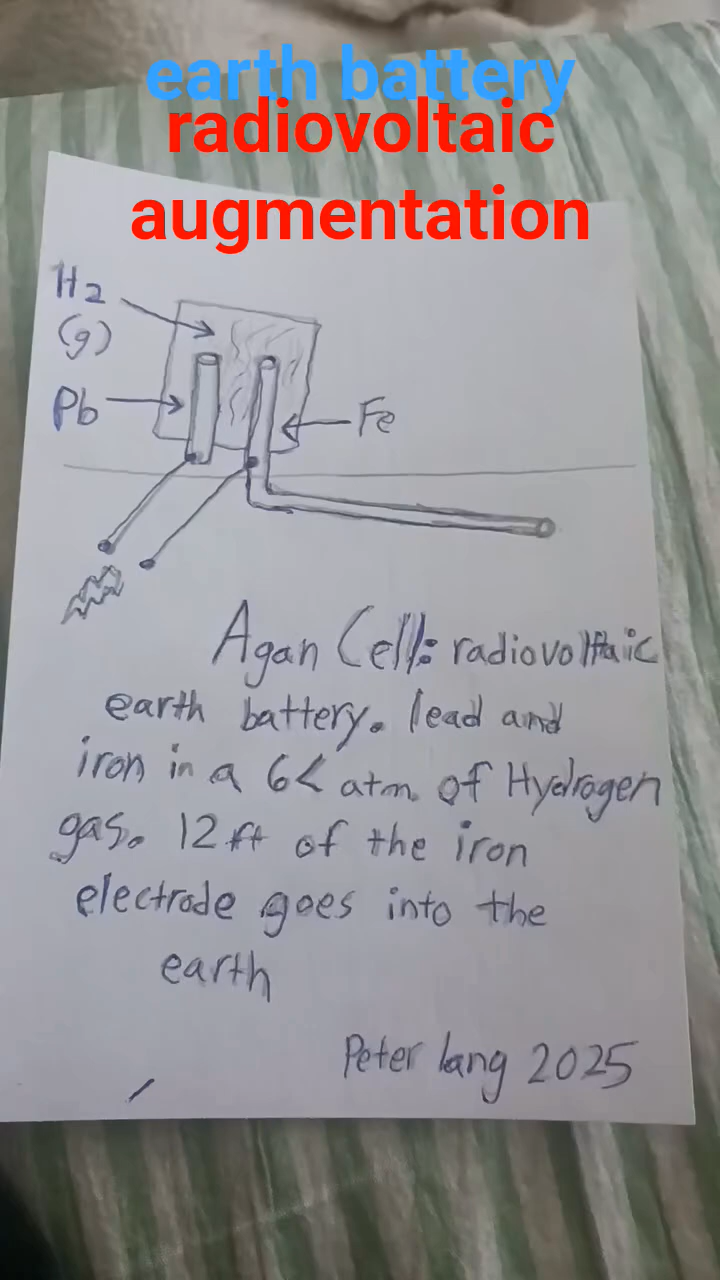 earth battery
radiovoltaic
augmentation
H2
(g)
Pb
Fe
Agan Cell: radiovoltaic
earth battery. lead and
iron in a 6< atm. of Hydrogen
gas. 12 ft of the iron
electrode goes into the
earth
Peter lang 2025